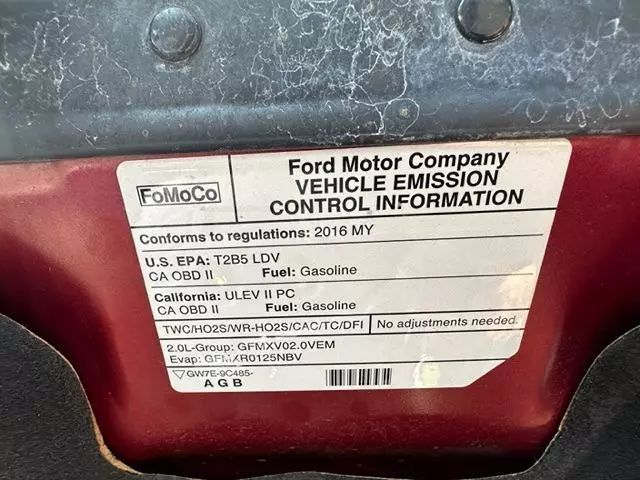 FoMoCo
Ford Motor Company
VEHICLE EMISSION
CONTROL INFORMATION
Conforms to regulations: 2016 MY
U.S. EPA: T2B5 LDV
CA OBD II Fuel: Gasoline
California: ULEV II PC
CA OBD II Fuel: Gasoline
TWC/HO2S/WR-HO2S/CAC/TC/DFI No adjustments needed.
2.0L-Group: GFMXV02.0VEM
Evap: GFMXR0125NBV
GW7E-9C485-
A G B